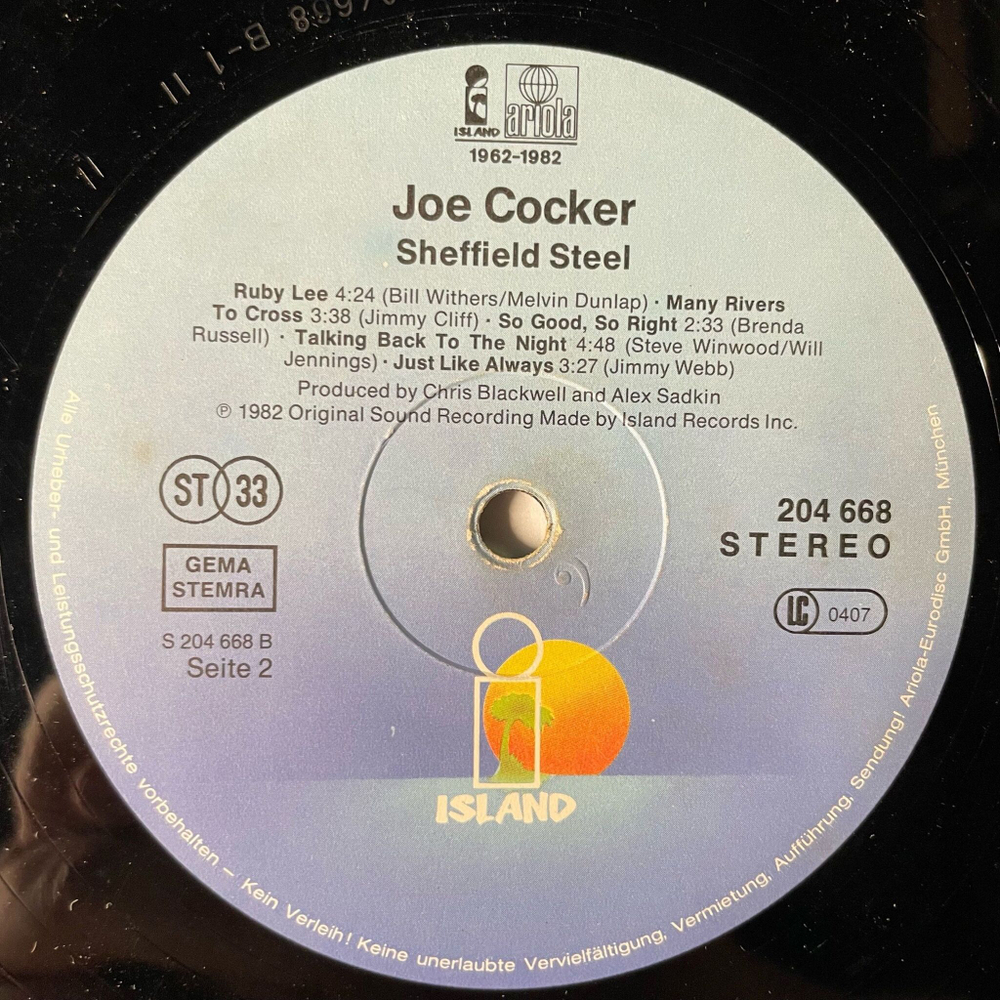 668 B-1 II
II
ISLAND
ariola
1962-1982
Joe Cocker
Sheffield Steel
Ruby Lee 4:24 (Bill Withers/Melvin Dunlap) · Many Rivers
To Cross 3:38 (Jimmy Cliff) · So Good, So Right 2:33 (Brenda
Russell) · Talking Back To The Night 4:48 (Steve Winwood/Will
Jennings) · Just Like Always 3:27 (Jimmy Webb)
Produced by Chris Blackwell and Alex Sadkin
℗ 1982 Original Sound Recording Made by Island Records Inc.
ST 33
GEMA
STEMRA
S 204 668 B
Seite 2
204 668
STEREO
LC 0407
ISLAND
Alle Urheber- und Leistungsschutzrechte vorbehalten – Kein Verleih! Keine unerlaubte Vervielfältigung, Vermietung, Aufführung, Sendung! Ariola-Eurodisc GmbH., München